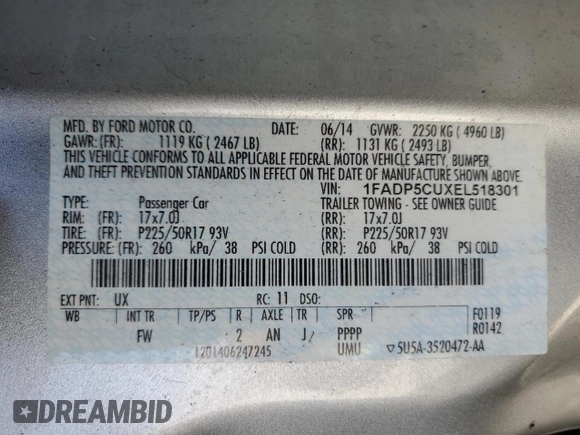 MFD. BY FORD MOTOR CO. 06/14 GVWR: 2250 KG ( 4960 LB)
GAWR: (FR): 1119 KG ( 2467 LB) (RR): 1131 KG ( 2493 LB)
THIS VEHICLE CONFORMS TO ALL APPLICABLE FEDERAL MOTOR VEHICLE SAFETY, BUMPER,
AND THEFT PREVENTION STANDARDS IN EFFECT ON THE DATE OF MANUFACTURE
VIN: 1FADP5CUXEL518301
TYPE: Passenger Car TRAILER TOWING - SEE OWNER GUIDE
RIM: (FR): 17x7.0J (RR): 17x7.0J
TIRE: (FR): P225/50R17 93V (RR): P225/50R17 93V
PRESSURE: (FR): 260 kPa/ 38 PSI COLD (RR): 260 kPa/ 38 PSI COLD
EXT PNT: UX RC: 11 DSO: F0119
WB INT TR TP/PS R AXLE TR SPR R0142
FW 2 AN J/ PPPP
1201406247245 UMU ▽5U5A-3520472-AA
DREAMBID
DREAMBID.COM